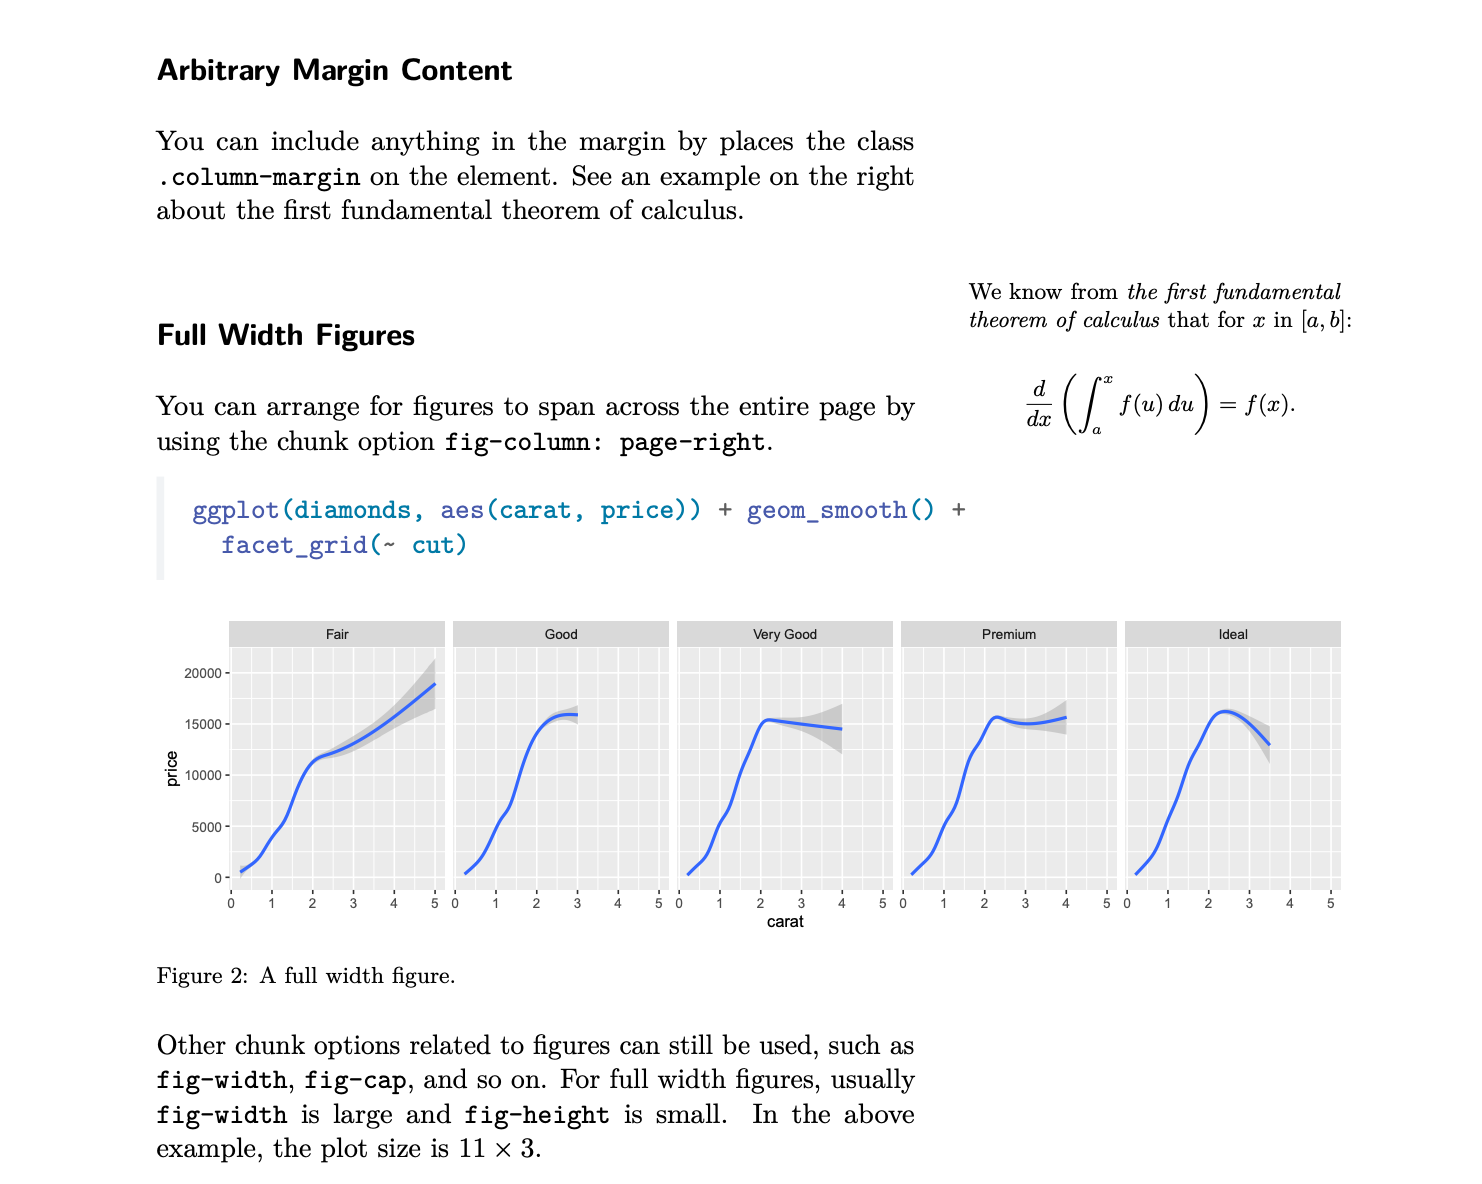 Arbitrary Margin Content
You can include anything in the margin by places the class
.column-margin on the element. See an example on the right
about the first fundamental theorem of calculus.
We know from the first fundamental
theorem of calculus that for x in [a, b]:
d/dx (∫_a^x f(u) du) = f(x).
Full Width Figures
You can arrange for figures to span across the entire page by
using the chunk option fig-column: page-right.
ggplot(diamonds, aes(carat, price)) + geom_smooth() +
facet_grid(~ cut)
Fair Good Very Good Premium Ideal
20000
15000
10000
5000
0
price
0 1 2 3 4 5 0 1 2 3 4 5 0 1 2 3 4 5 0 1 2 3 4 5 0 1 2 3 4 5
carat
Figure 2: A full width figure.
Other chunk options related to figures can still be used, such as
fig-width, fig-cap, and so on. For full width figures, usually
fig-width is large and fig-height is small. In the above
example, the plot size is 11 × 3.